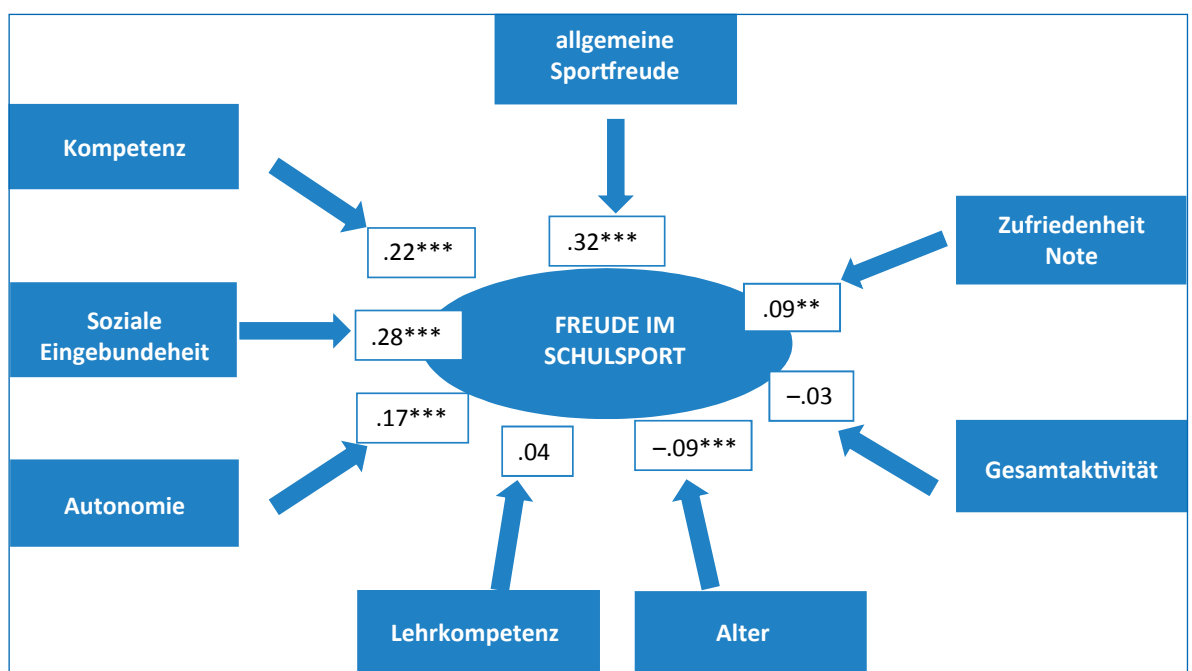 allgemeine
Sportfreude
Kompetenz
.22***
.32***
Zufriedenheit
Note
.09**
Soziale
Eingebundeheit
.28***
FREUDE IM
SCHULSPORT
–.03
.17***
.04
–.09***
Autonomie
Gesamtaktivität
Lehrkompetenz
Alter